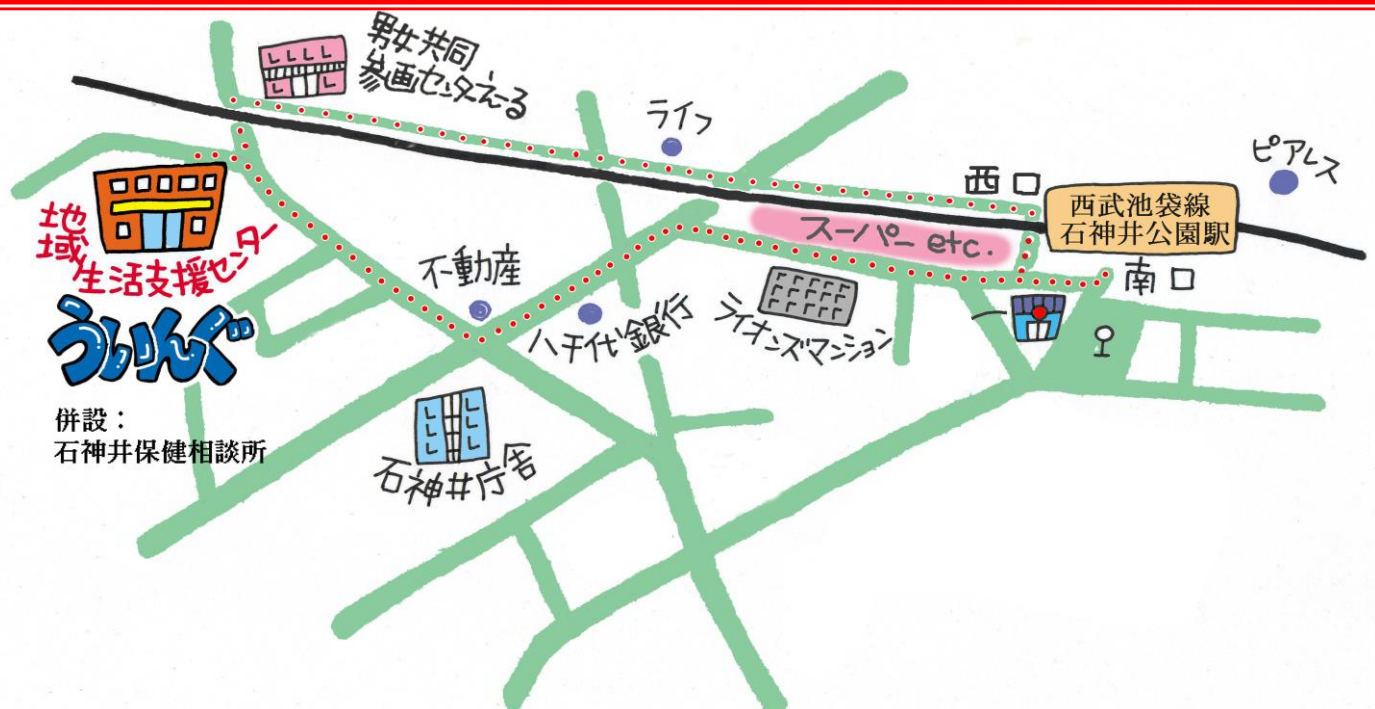 男女共同
参画センターえーる
ライフ
ピアレス
西口
西武池袋線
石神井公園駅
スーパー etc.
南口
地域
生活支援センター
ういんぐ
不動産
八千代銀行
ライオンズマンション
併設：
石神井保健相談所
石神井庁舎